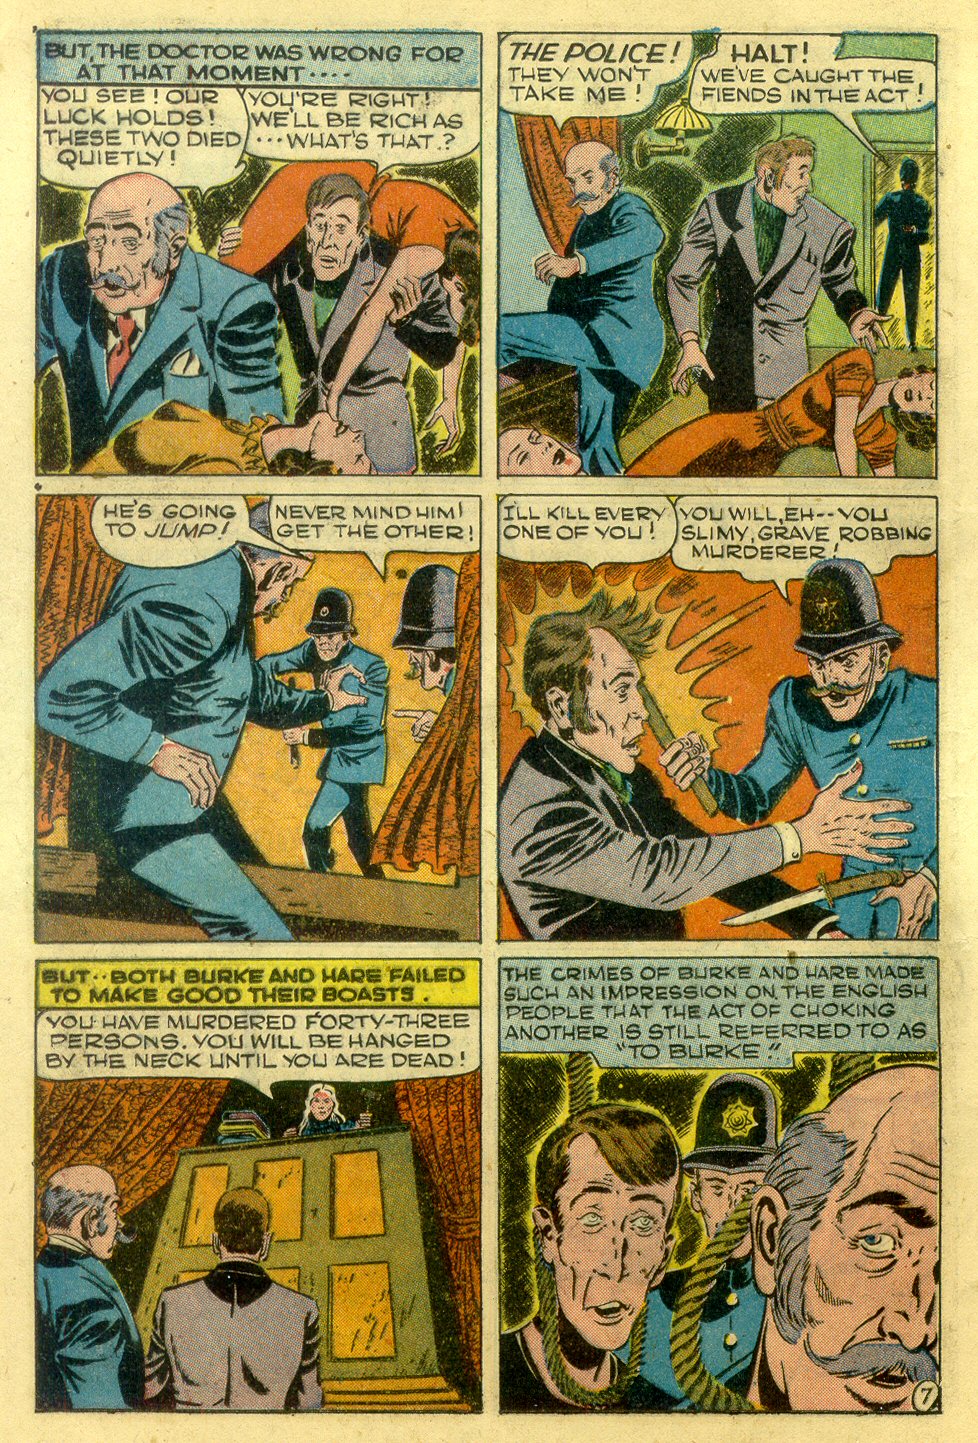 BUT, THE DOCTOR WAS WRONG FOR
AT THAT MOMENT····
YOU SEE! OUR
LUCK HOLDS!
THESE TWO DIED
QUIETLY!
YOU'RE RIGHT!
WE'LL BE RICH AS
···WHAT'S THAT?
THE POLICE!
THEY WON'T
TAKE ME!
HALT!
WE'VE CAUGHT THE
FIENDS IN THE ACT!
HE'S GOING
TO JUMP!
NEVER MIND HIM!
GET THE OTHER!
I'LL KILL EVERY
ONE OF YOU!
YOU WILL, EH--YOU
SLIMY, GRAVE ROBBING
MURDERER!
BUT··BOTH BURKE AND HARE FAILED
TO MAKE GOOD THEIR BOASTS.
YOU HAVE MURDERED FORTY-THREE
PERSONS. YOU WILL BE HANGED
BY THE NECK UNTIL YOU ARE DEAD!
THE CRIMES OF BURKE AND HARE MADE
SUCH AN IMPRESSION ON THE ENGLISH
PEOPLE THAT THE ACT OF CHOKING
ANOTHER IS STILL REFERRED TO AS
"TO BURKE."
7